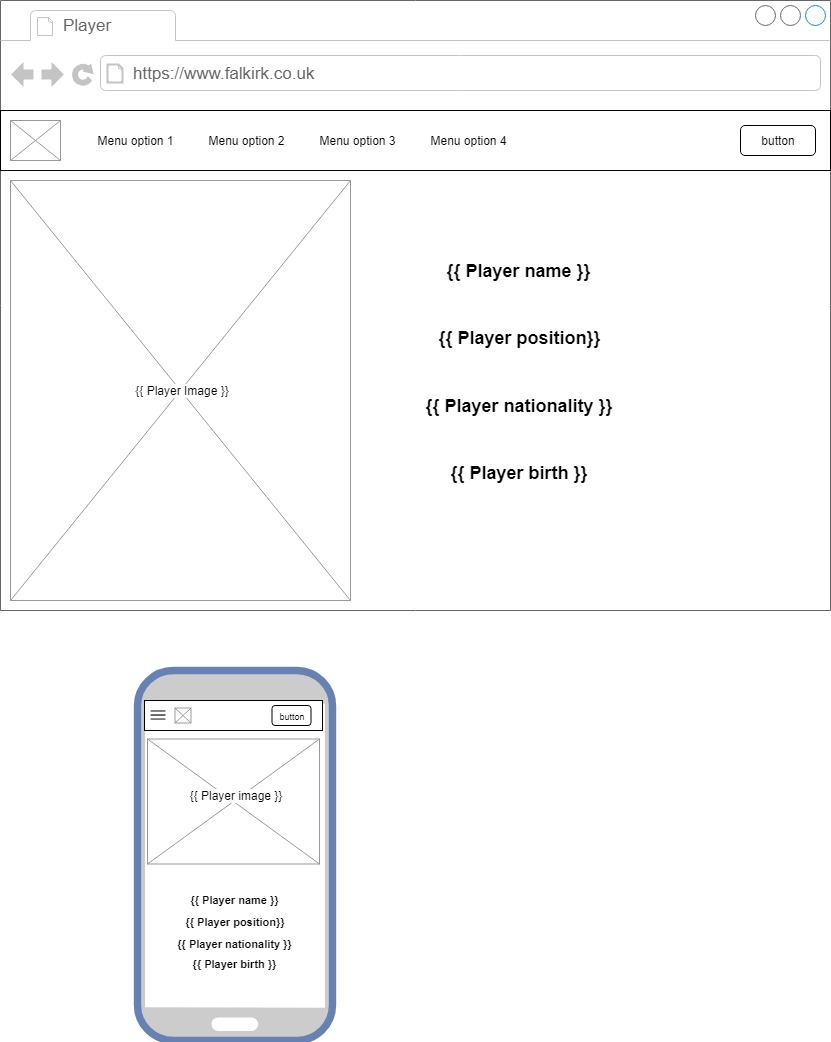 Player
https://www.falkirk.co.uk
Menu option 1 Menu option 2 Menu option 3 Menu option 4 button
{{ Player name }}
{{ Player position}}
{{ Player Image }}
{{ Player nationality }}
{{ Player birth }}
button
{{ Player image }}
{{ Player name }}
{{ Player position}}
{{ Player nationality }}
{{ Player birth }}